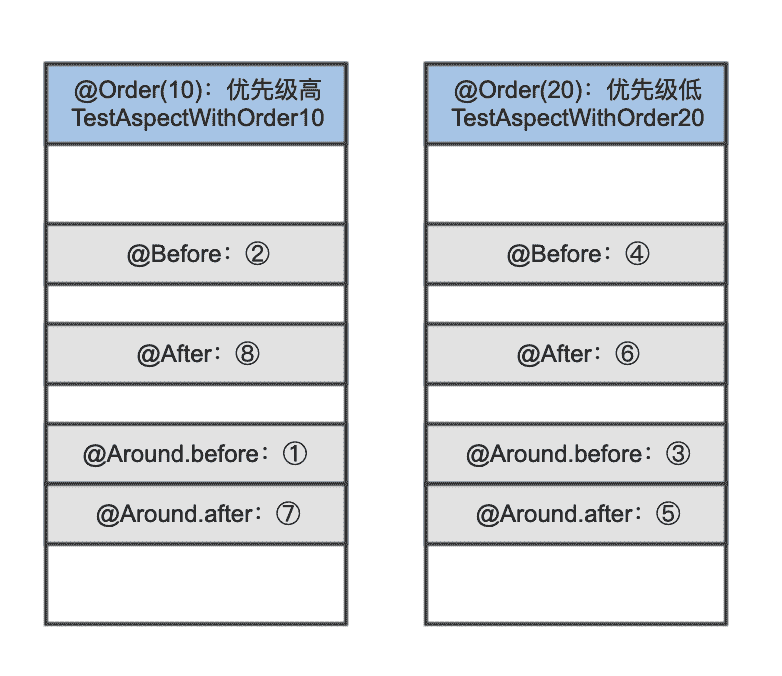 @Order(10)：优先级高
TestAspectWithOrder10
@Before：②
@After：⑧
@Around.before：①
@Around.after：⑦
@Order(20)：优先级低
TestAspectWithOrder20
@Before：④
@After：⑥
@Around.before：③
@Around.after：⑤